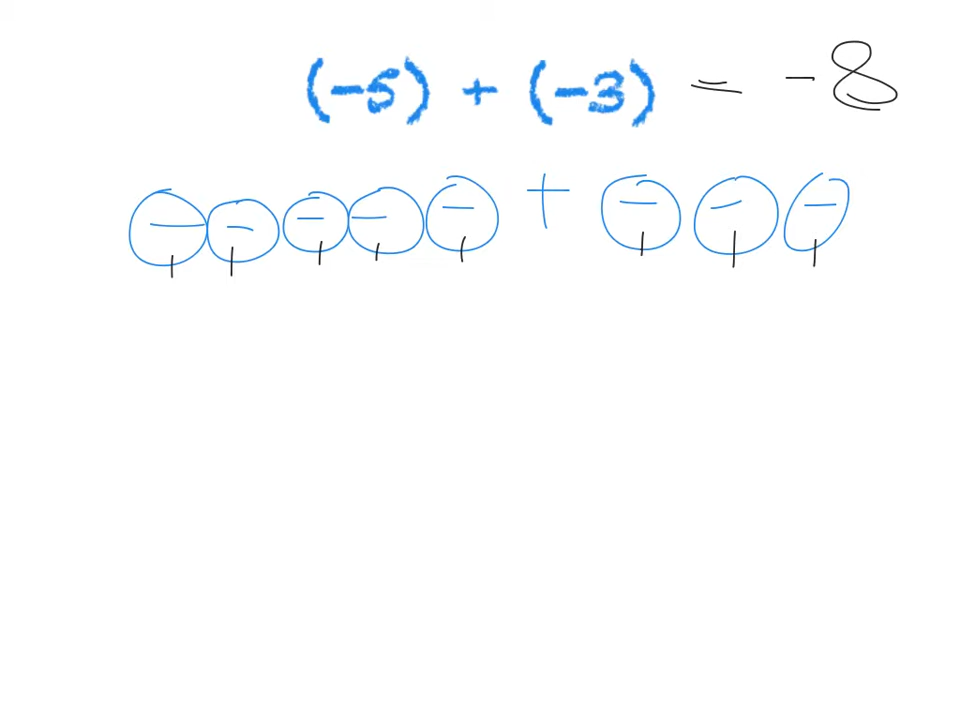 (-5) + (-3) = -8
- - - - - + - - -